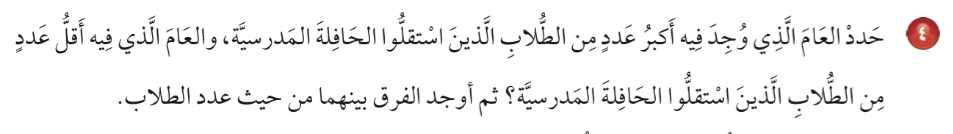 ٤ حَددْ العَامَ الَّذِي وُجِدَ فِيه أَكبرُ عَددٍ مِن الطُّلابِ الَّذينَ اسْتقلُّوا الحَافِلةَ المَدرسيَّة، والعَامَ الَّذي فِيه أَقلُّ عَددٍ
مِن الطُّلابِ الَّذينَ اسْتقلُّوا الحَافِلةَ المَدرسيَّة؟ ثم أوجد الفرق بينهما من حيث عدد الطلاب.